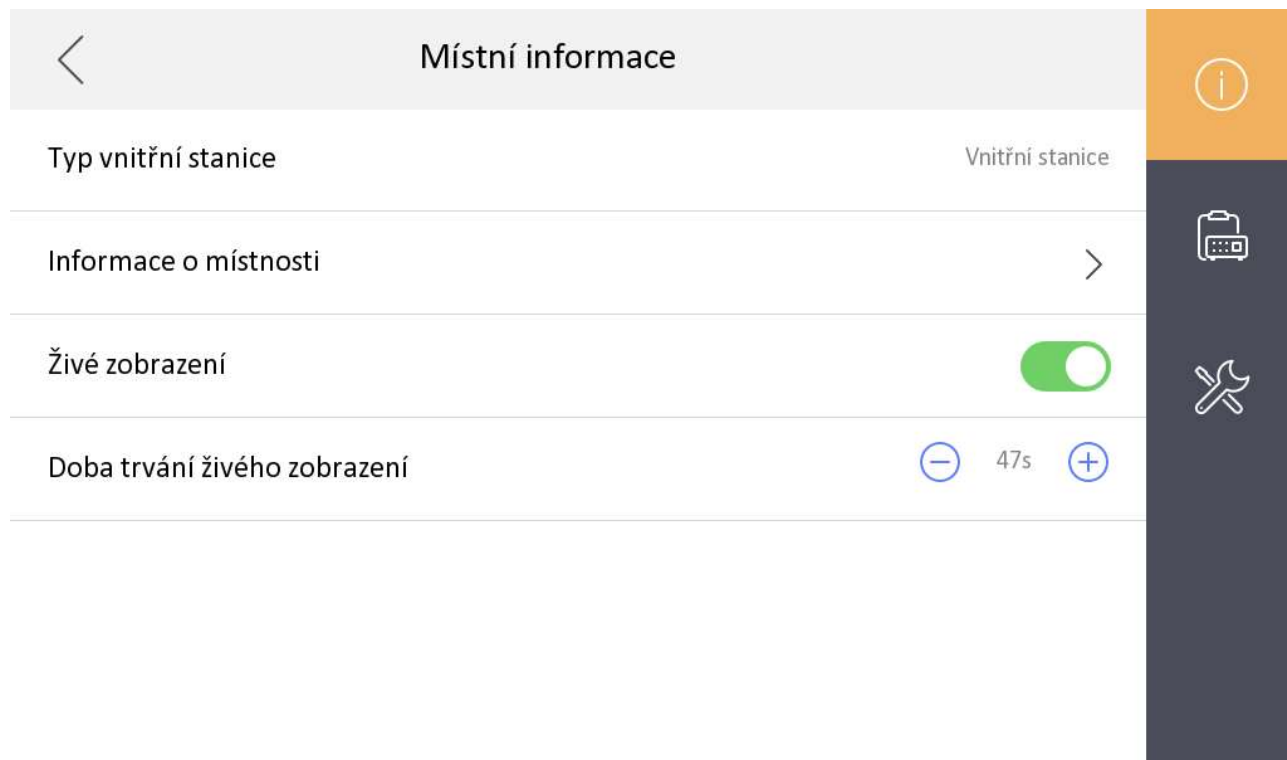 Místní informace
Typ vnitřní stanice Vnitřní stanice
Informace o místnosti
Živé zobrazení
Doba trvání živého zobrazení 47s